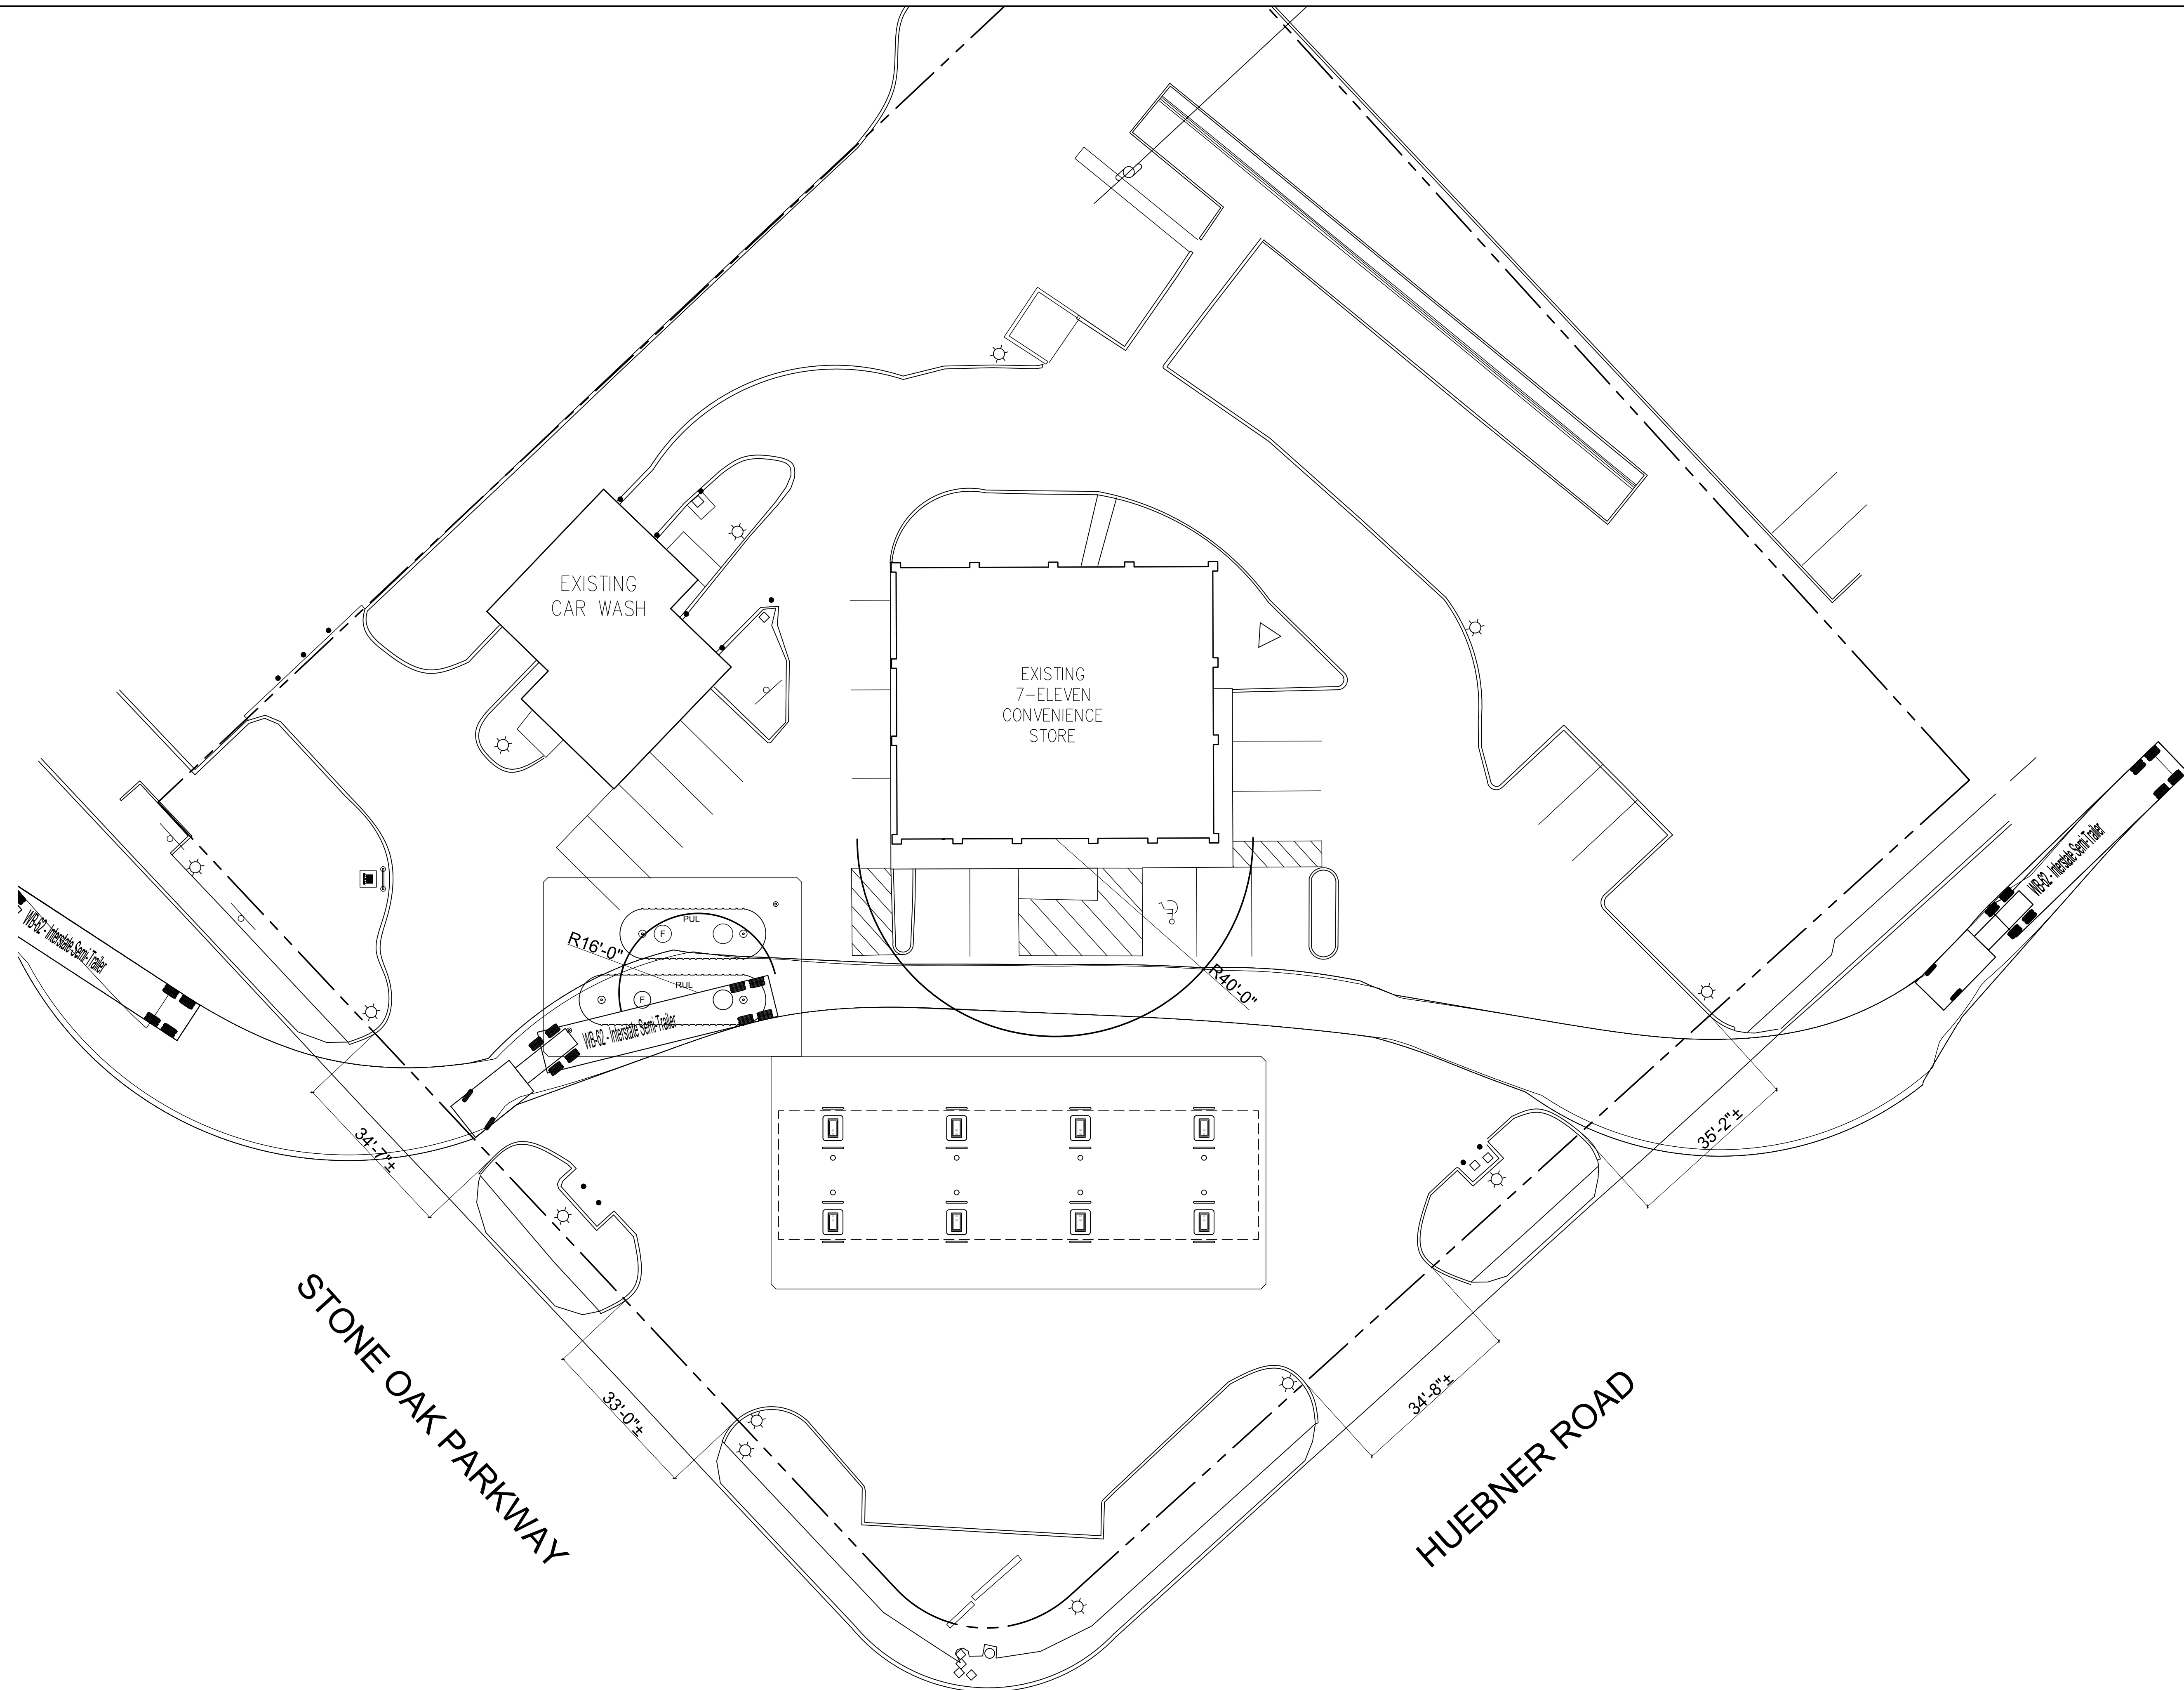 EXISTING
CAR WASH
EXISTING
7-ELEVEN
CONVENIENCE
STORE
WB-62 - Interstate Semi-Trailer
WB-62 - Interstate Semi-Trailer
PUL
F
R16'-0"
R40'-0"
RUL
F
WB-62 - Interstate Semi-Trailer
34'-7"±
35'-2"±
STONE OAK PARKWAY
33'-0"±
34'-8"±
HUEBNER ROAD